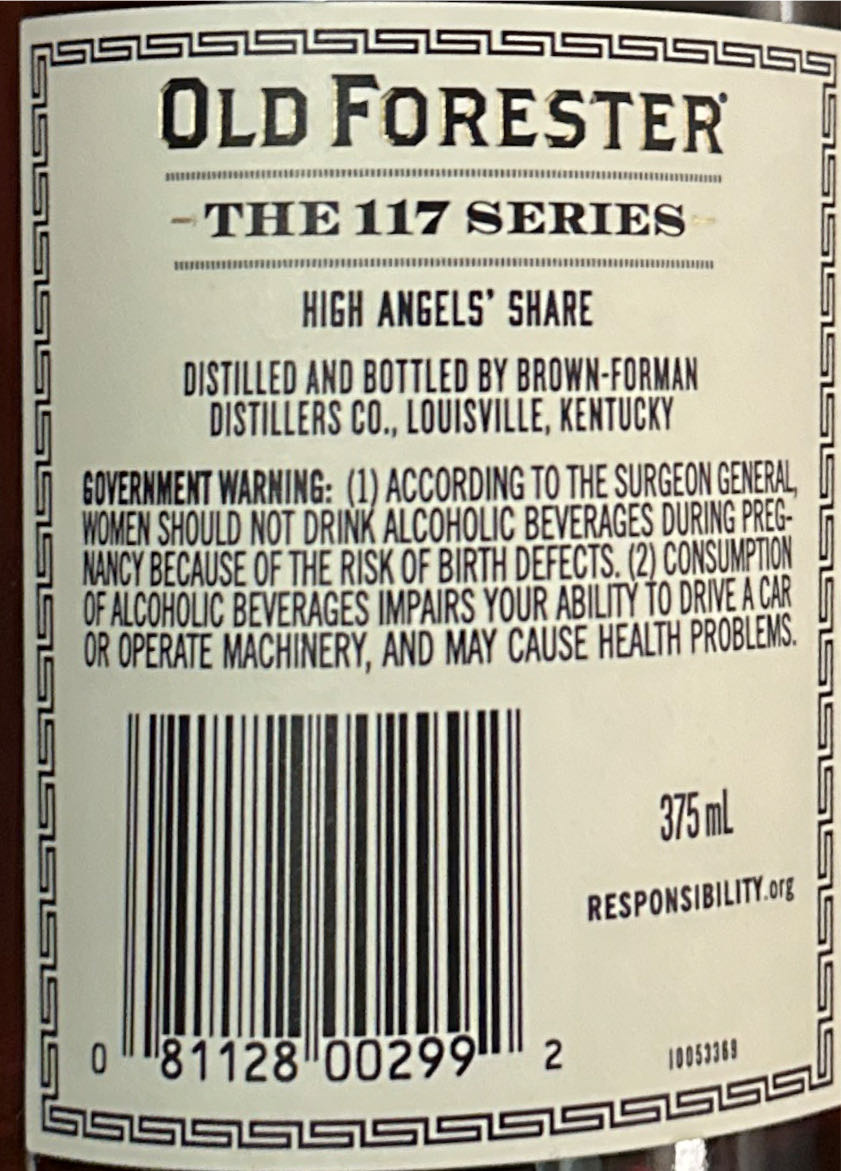 OLD FORESTER®
THE 117 SERIES
HIGH ANGELS' SHARE
DISTILLED AND BOTTLED BY BROWN-FORMAN
DISTILLERS CO., LOUISVILLE, KENTUCKY
GOVERNMENT WARNING: (1) ACCORDING TO THE SURGEON GENERAL,
WOMEN SHOULD NOT DRINK ALCOHOLIC BEVERAGES DURING PREG-
NANCY BECAUSE OF THE RISK OF BIRTH DEFECTS. (2) CONSUMPTION
OF ALCOHOLIC BEVERAGES IMPAIRS YOUR ABILITY TO DRIVE A CAR
OR OPERATE MACHINERY, AND MAY CAUSE HEALTH PROBLEMS.
375 mL
RESPONSIBILITY.org
0 81128 00299 2
10053369